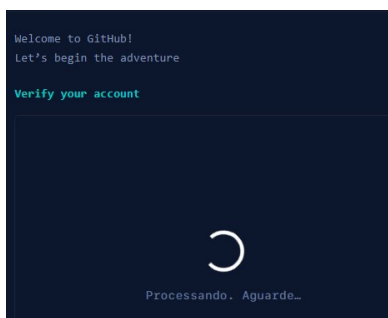 Welcome to GitHub!
Let’s begin the adventure
Verify your account
Processando. Aguarde…